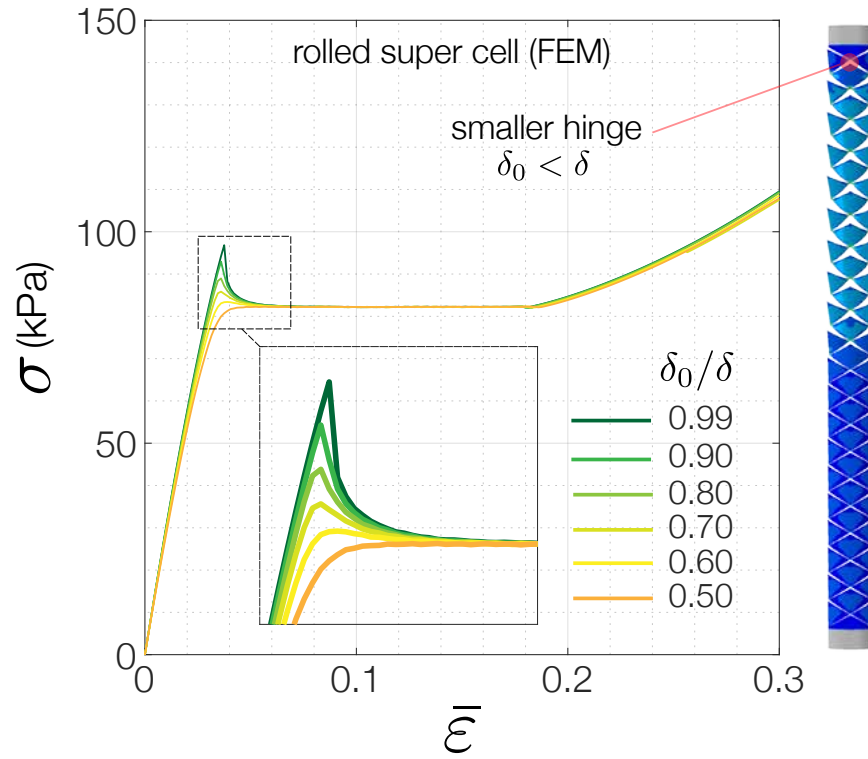 150
rolled super cell (FEM)
smaller hinge
δ₀ < δ
100
σ (kPa)
50
δ₀/δ
0.99
0.90
0.80
0.70
0.60
0.50
0
0
0.1
0.2
0.3
ε̅